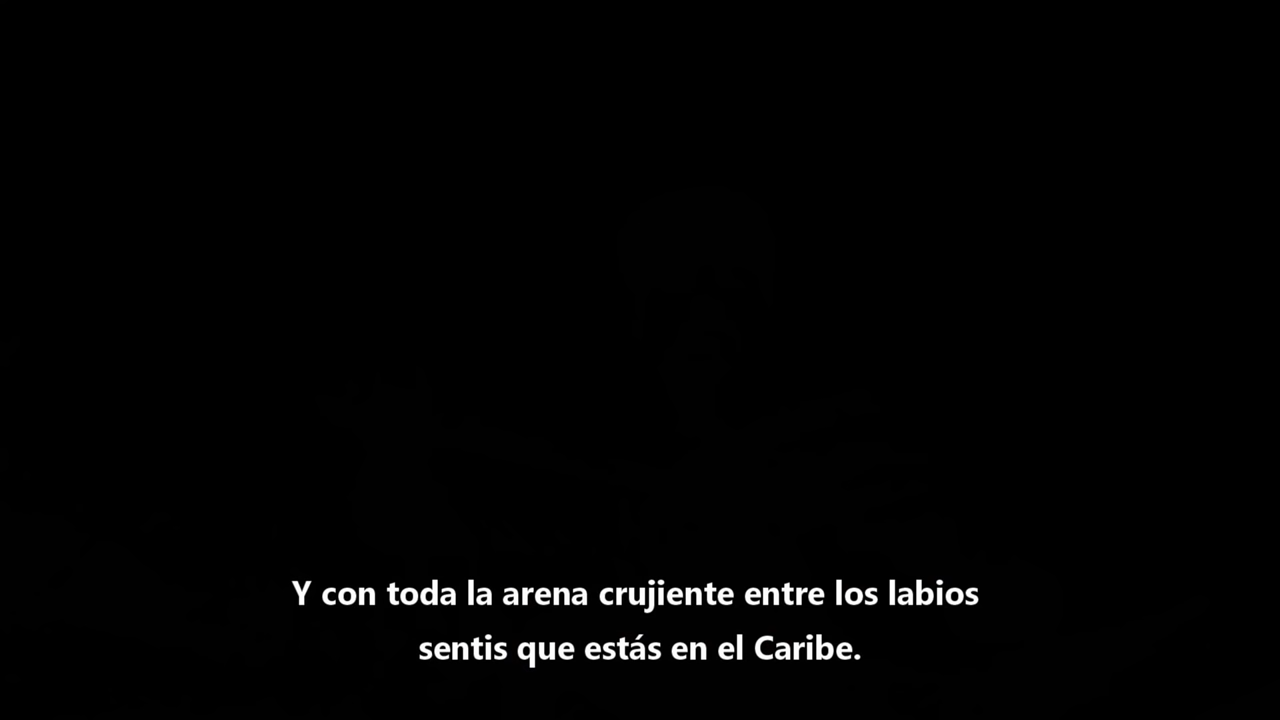 Y con toda la arena crujiente entre los labios
sentis que estás en el Caribe.